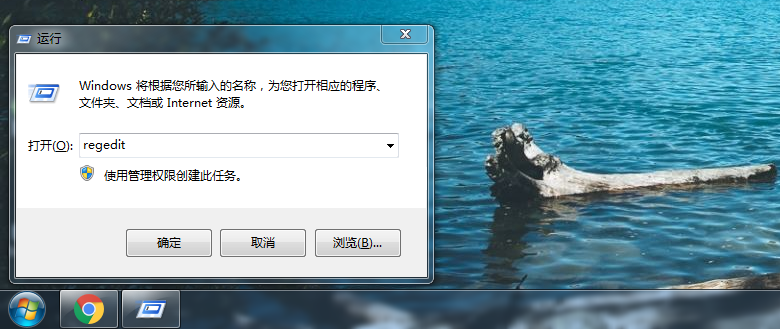 运行
Windows 将根据您所输入的名称，为您打开相应的程序、
文件夹、文档或 Internet 资源。
打开(O): regedit
使用管理权限创建此任务。
确定 取消 浏览(B)...